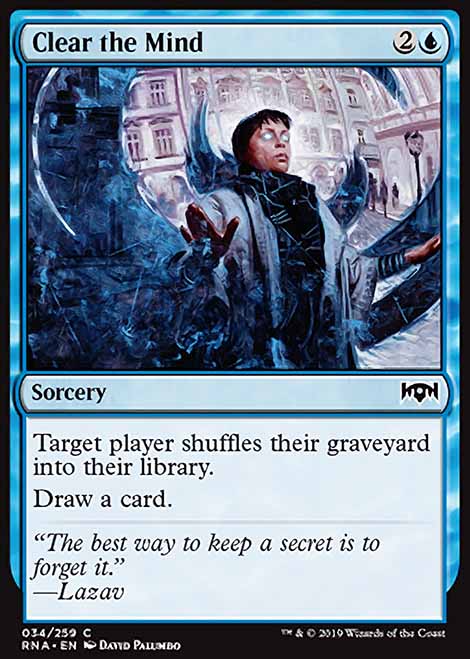 Clear the Mind 2
Sorcery
Target player shuffles their graveyard
into their library.
Draw a card.
“The best way to keep a secret is to
forget it.”
—Lazav
034/259 C
RNA • EN David Palumbo
™ & © 2019 Wizards of the Coast